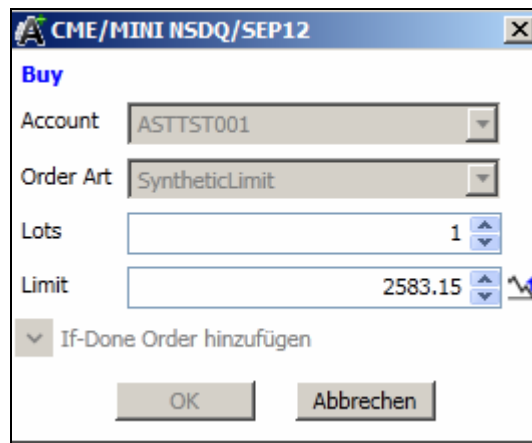 CME/MINI NSDQ/SEP12
Buy
Account ASTTST001
Order Art SyntheticLimit
Lots 1
Limit 2583.15
If-Done Order hinzufügen
OK Abbrechen